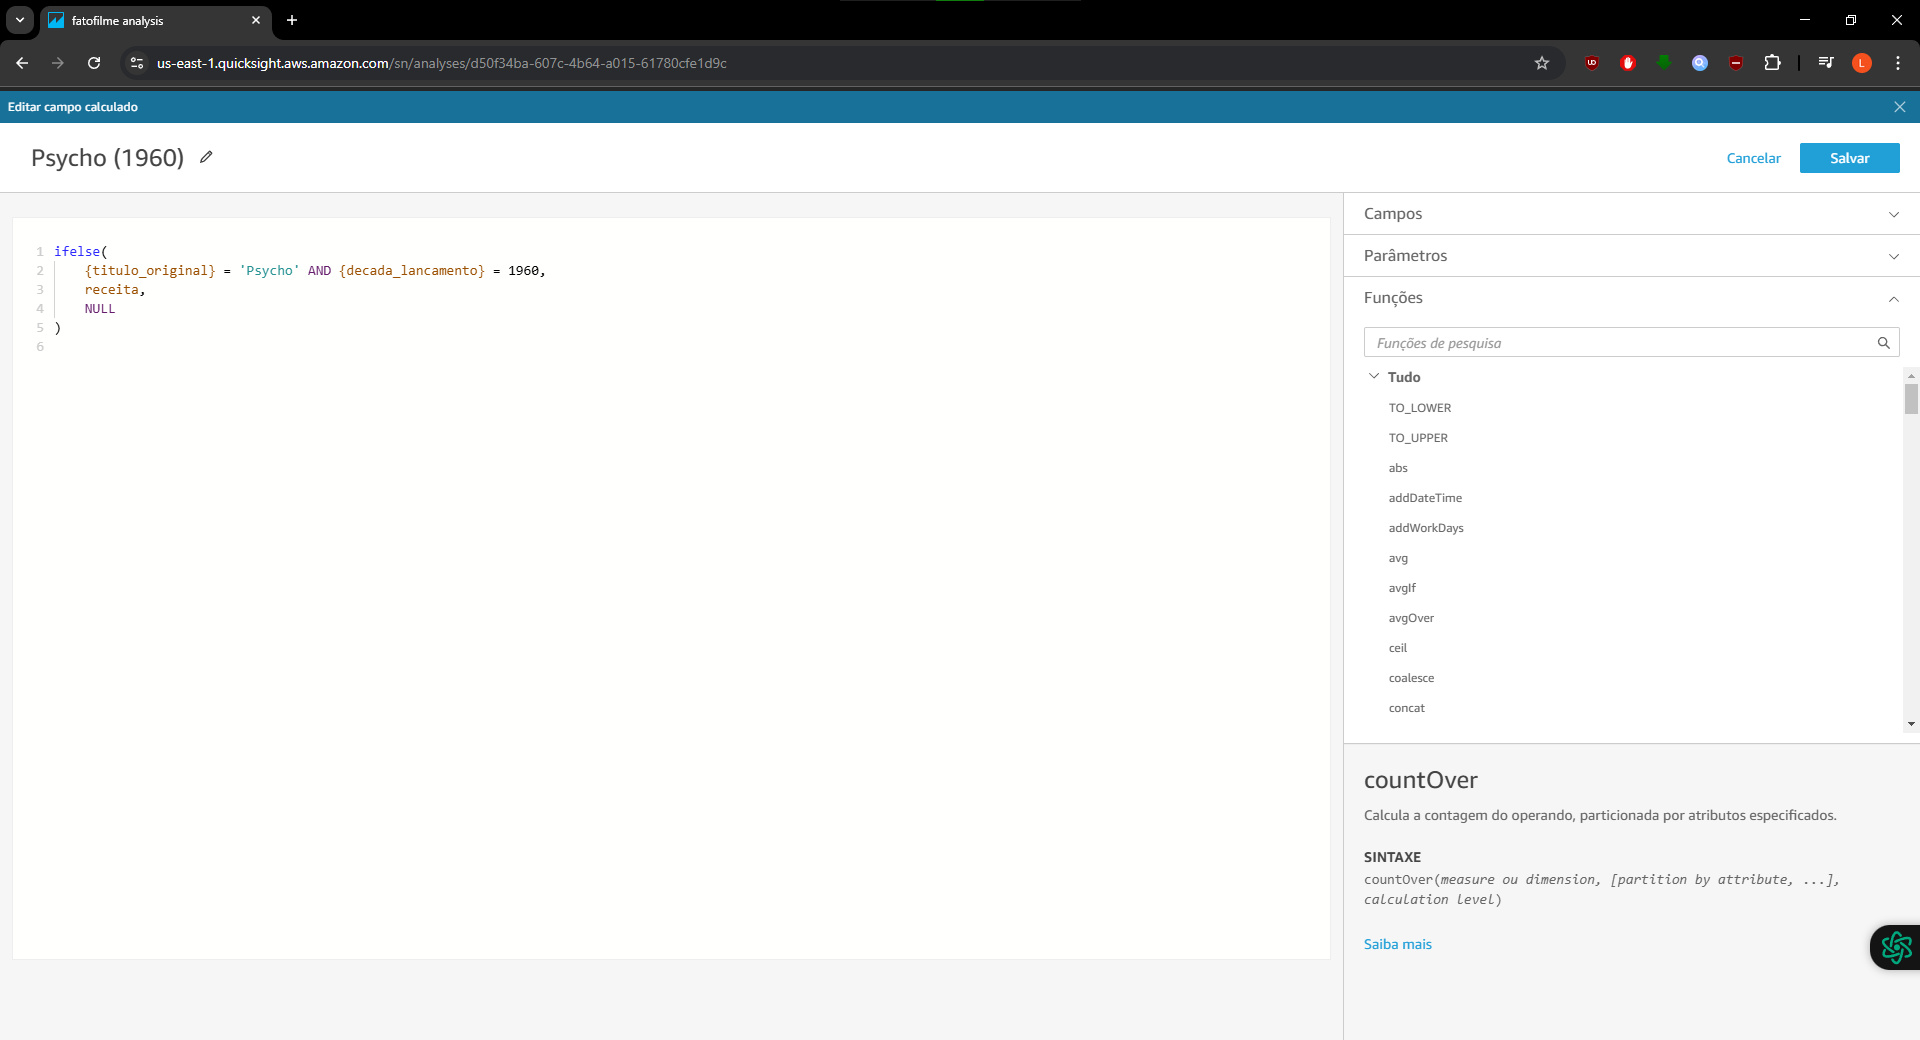 fatofilme analysis
us-east-1.quicksight.aws.amazon.com/sn/analyses/d50f34ba-607c-4b64-a015-61780cfe1d9c
L
Editar campo calculado
Psycho (1960)
Cancelar
Salvar
1 ifelse(
2 {titulo_original} = 'Psycho' AND {decada_lancamento} = 1960,
3 receita,
4 NULL
5 )
6
Campos
Parâmetros
Funções
Funções de pesquisa
Tudo
TO_LOWER
TO_UPPER
abs
addDateTime
addWorkDays
avg
avgIf
avgOver
ceil
coalesce
concat
countOver
Calcula a contagem do operando, particionada por atributos especificados.
SINTAXE
countOver(measure ou dimension, [partition by attribute, ...],
calculation level)
Saiba mais